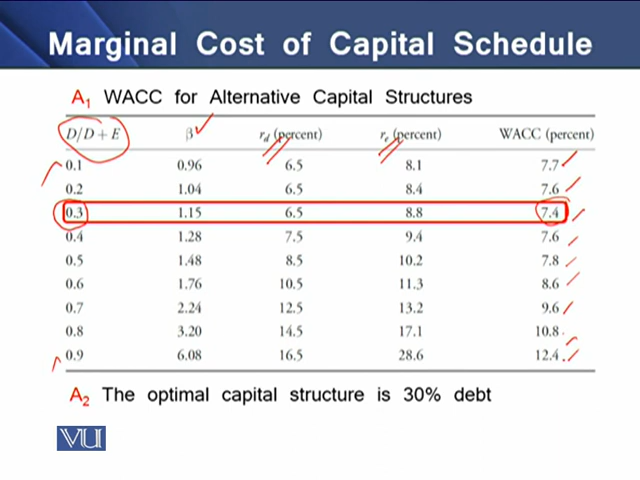 Marginal Cost of Capital Schedule
A1 WACC for Alternative Capital Structures
D/D + E β rd (percent) re (percent) WACC (percent)
0.1 0.96 6.5 8.1 7.7
0.2 1.04 6.5 8.4 7.6
0.3 1.15 6.5 8.8 7.4
0.4 1.28 7.5 9.4 7.6
0.5 1.48 8.5 10.2 7.8
0.6 1.76 10.5 11.3 8.6
0.7 2.24 12.5 13.2 9.6
0.8 3.20 14.5 17.1 10.8
0.9 6.08 16.5 28.6 12.4
A2 The optimal capital structure is 30% debt
VU